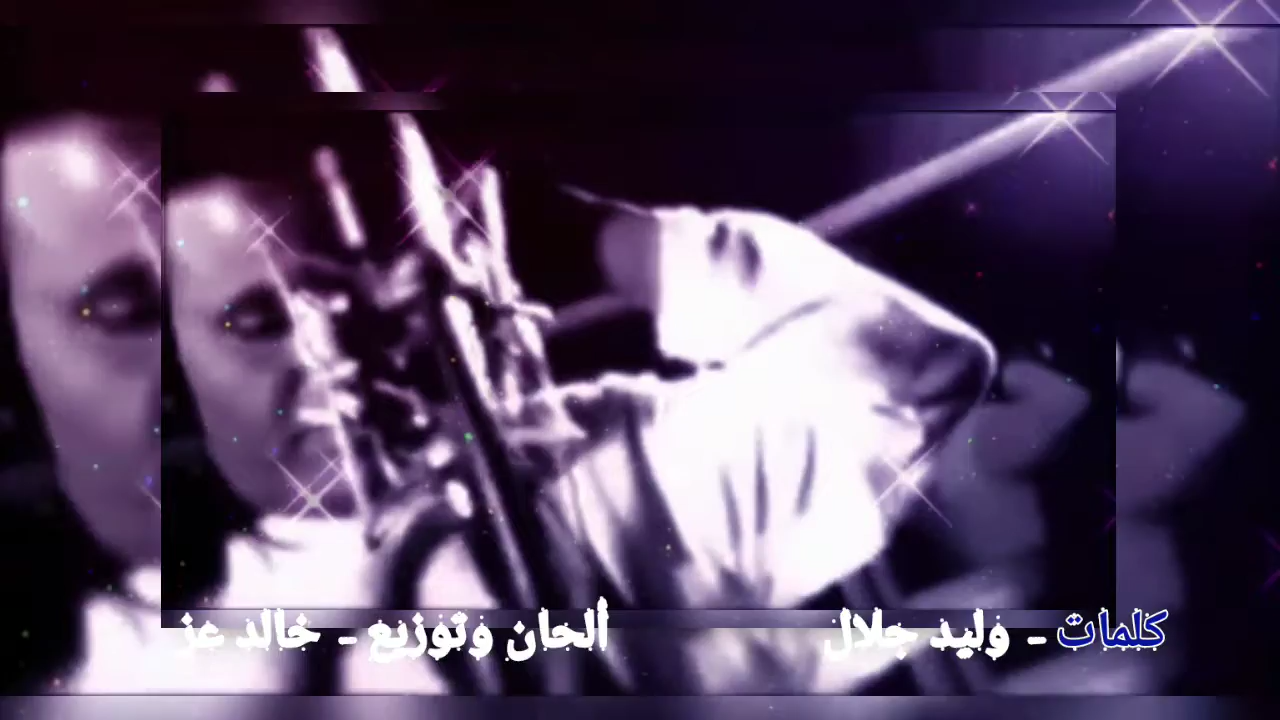 كلمات - وليد جلال ألحان وتوزيع - خالد عز